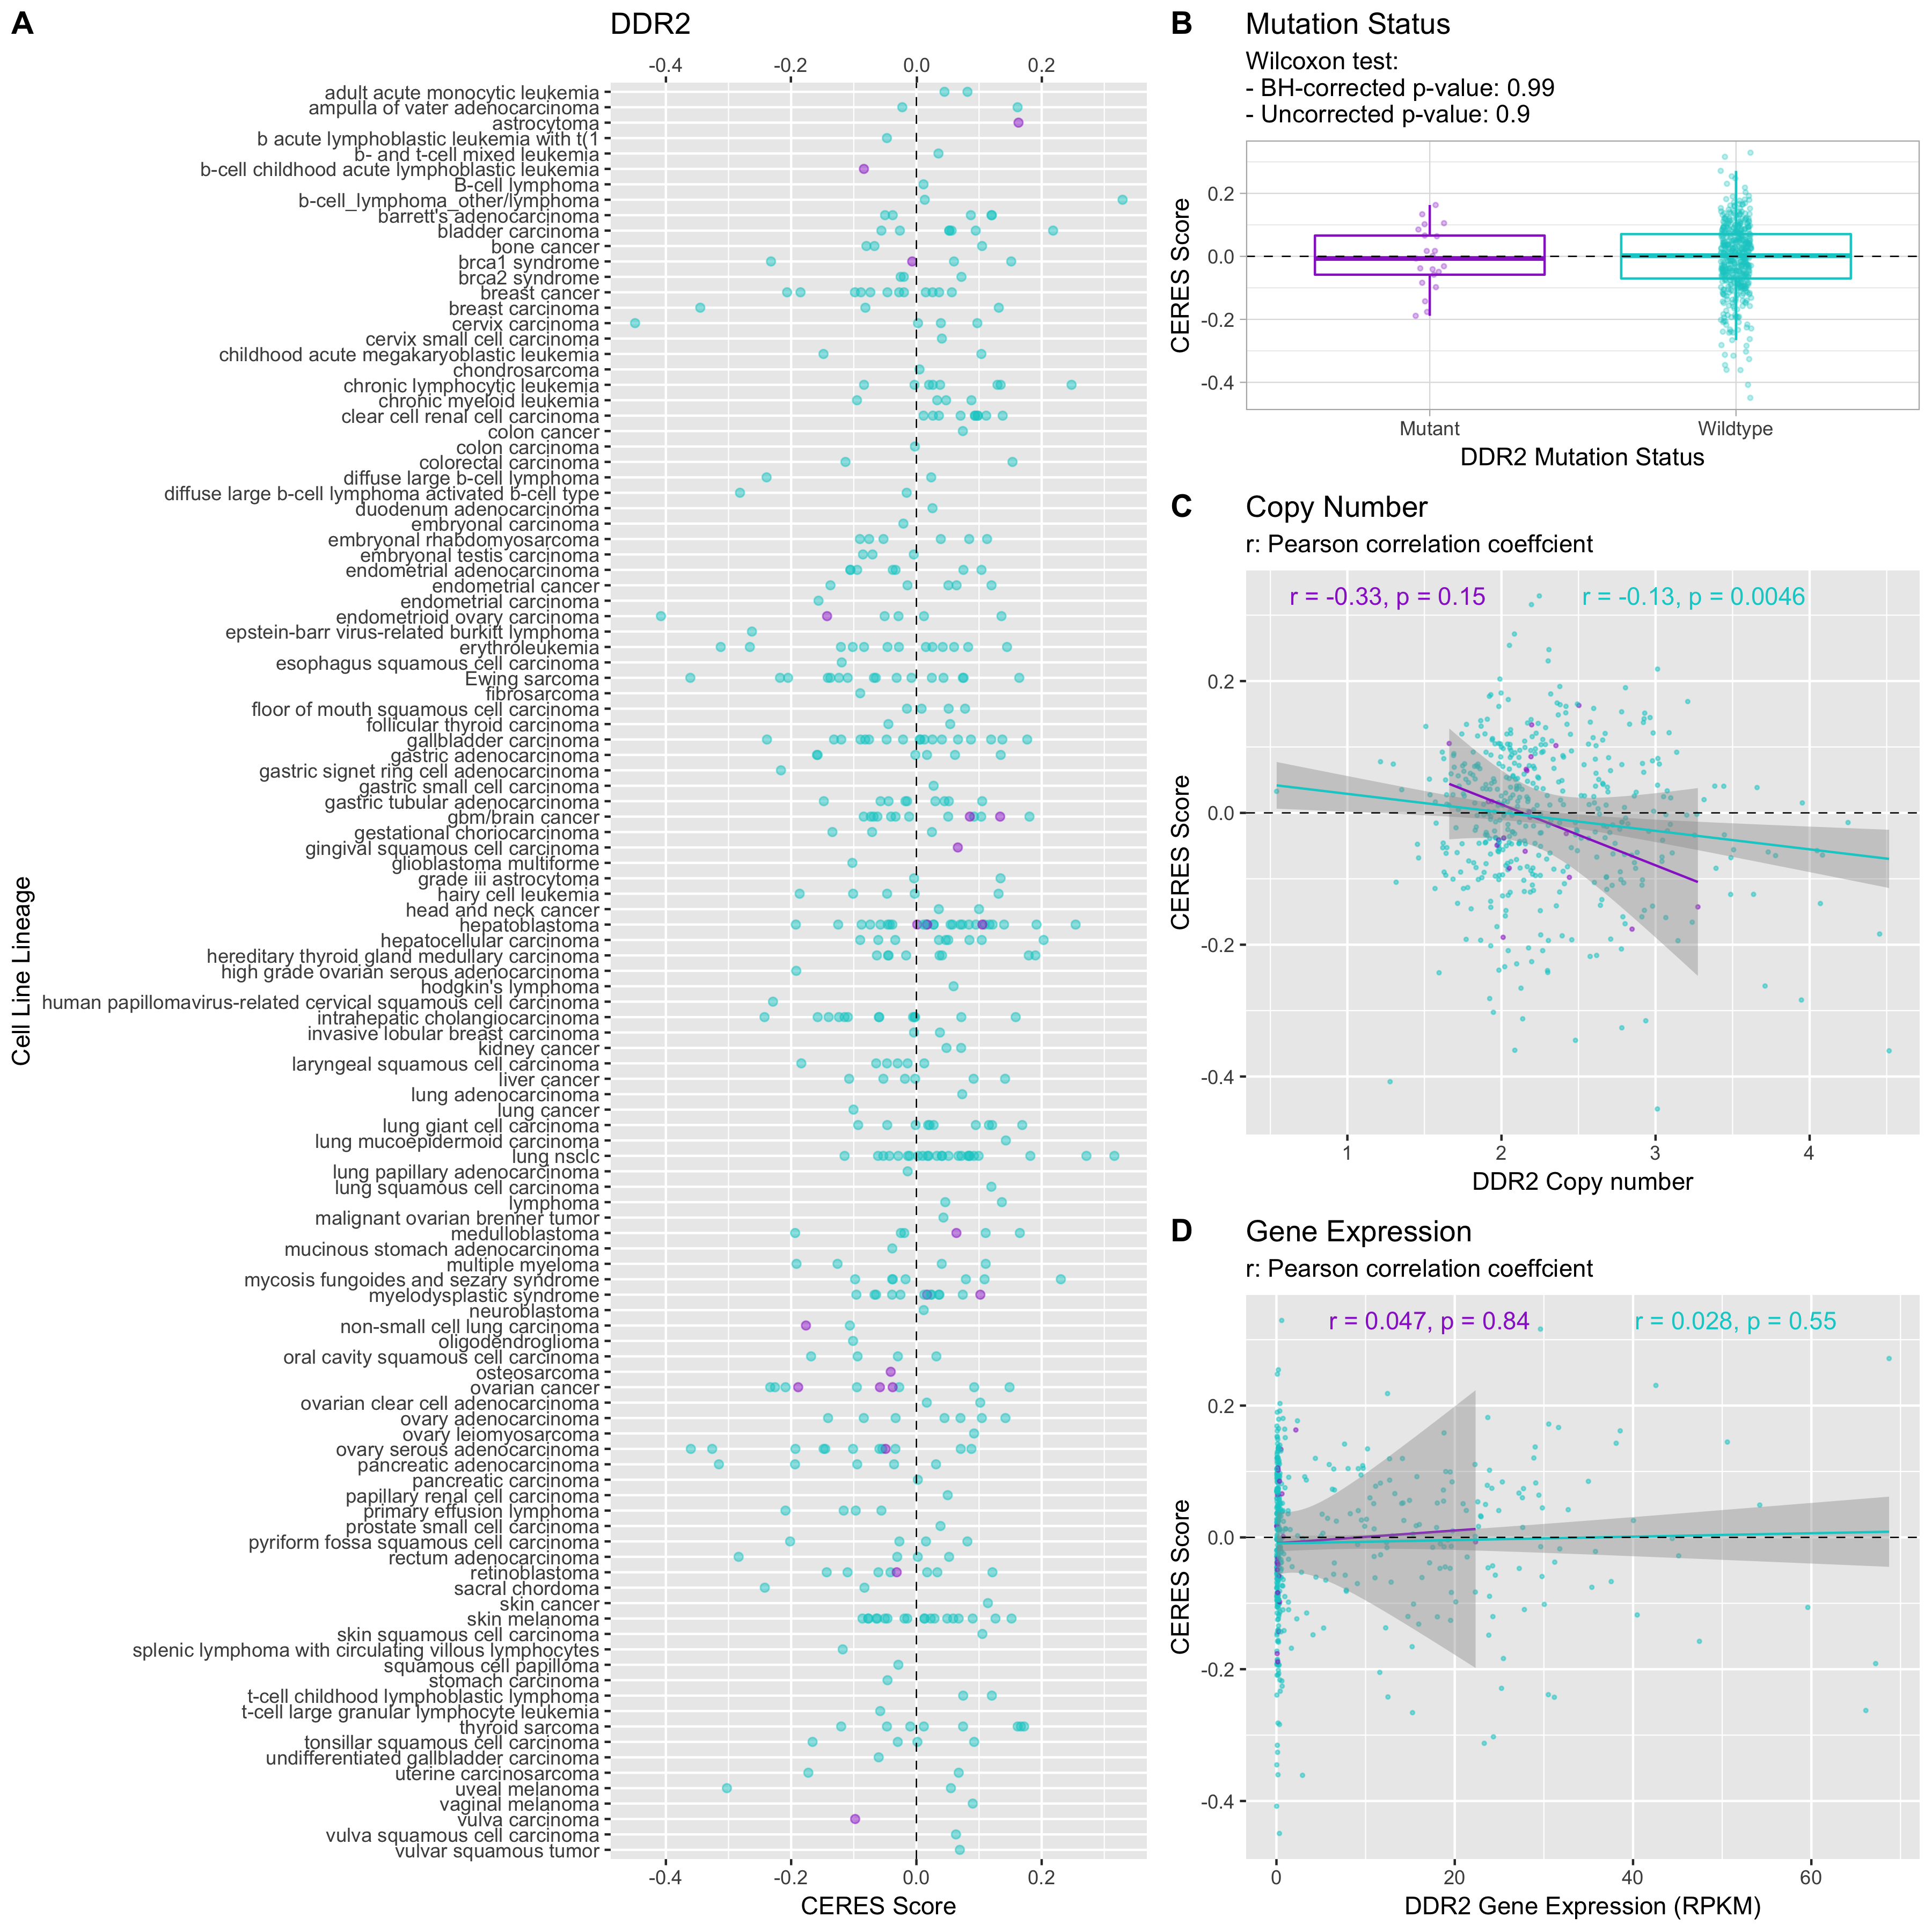 A
DDR2
-0.4 -0.2 0.0 0.2
adult acute monocytic leukemia
ampulla of vater adenocarcinoma
astrocytoma
b acute lymphoblastic leukemia with t(1
b- and t-cell mixed leukemia
b-cell childhood acute lymphoblastic leukemia
B-cell lymphoma
b-cell_lymphoma_other/lymphoma
barrett's adenocarcinoma
bladder carcinoma
bone cancer
brca1 syndrome
brca2 syndrome
breast cancer
breast carcinoma
cervix carcinoma
cervix small cell carcinoma
childhood acute megakaryoblastic leukemia
chondrosarcoma
chronic lymphocytic leukemia
chronic myeloid leukemia
clear cell renal cell carcinoma
colon cancer
colon carcinoma
colorectal carcinoma
diffuse large b-cell lymphoma
diffuse large b-cell lymphoma activated b-cell type
duodenum adenocarcinoma
embryonal carcinoma
embryonal rhabdomyosarcoma
embryonal testis carcinoma
endometrial adenocarcinoma
endometrial cancer
endometrial carcinoma
endometrioid ovary carcinoma
epstein-barr virus-related burkitt lymphoma
erythroleukemia
esophagus squamous cell carcinoma
Ewing sarcoma
fibrosarcoma
floor of mouth squamous cell carcinoma
follicular thyroid carcinoma
gallbladder carcinoma
gastric adenocarcinoma
gastric signet ring cell adenocarcinoma
gastric small cell carcinoma
gastric tubular adenocarcinoma
gbm/brain cancer
gestational choriocarcinoma
gingival squamous cell carcinoma
glioblastoma multiforme
grade iii astrocytoma
hairy cell leukemia
head and neck cancer
hepatoblastoma
hepatocellular carcinoma
hereditary thyroid gland medullary carcinoma
high grade ovarian serous adenocarcinoma
hodgkin's lymphoma
human papillomavirus-related cervical squamous cell carcinoma
intrahepatic cholangiocarcinoma
invasive lobular breast carcinoma
kidney cancer
laryngeal squamous cell carcinoma
liver cancer
lung adenocarcinoma
lung cancer
lung giant cell carcinoma
lung mucoepidermoid carcinoma
lung nsclc
lung papillary adenocarcinoma
lung squamous cell carcinoma
lymphoma
malignant ovarian brenner tumor
medulloblastoma
mucinous stomach adenocarcinoma
multiple myeloma
mycosis fungoides and sezary syndrome
myelodysplastic syndrome
neuroblastoma
non-small cell lung carcinoma
oligodendroglioma
oral cavity squamous cell carcinoma
osteosarcoma
ovarian cancer
ovarian clear cell adenocarcinoma
ovary adenocarcinoma
ovary leiomyosarcoma
ovary serous adenocarcinoma
pancreatic adenocarcinoma
pancreatic carcinoma
papillary renal cell carcinoma
primary effusion lymphoma
prostate small cell carcinoma
pyriform fossa squamous cell carcinoma
rectum adenocarcinoma
retinoblastoma
sacral chordoma
skin cancer
skin melanoma
skin squamous cell carcinoma
splenic lymphoma with circulating villous lymphocytes
squamous cell papilloma
stomach carcinoma
t-cell childhood lymphoblastic lymphoma
t-cell large granular lymphocyte leukemia
thyroid sarcoma
tonsillar squamous cell carcinoma
undifferentiated gallbladder carcinoma
uterine carcinosarcoma
uveal melanoma
vaginal melanoma
vulva carcinoma
vulva squamous cell carcinoma
vulvar squamous tumor
-0.4 -0.2 0.0 0.2
CERES Score
Cell Line Lineage
B
Mutation Status
Wilcoxon test:
- BH-corrected p-value: 0.99
- Uncorrected p-value: 0.9
0.2
0.0
-0.2
-0.4
CERES Score
Mutant Wildtype
DDR2 Mutation Status
C
Copy Number
r: Pearson correlation coeffcient
r = -0.33, p = 0.15 r = -0.13, p = 0.0046
0.2
0.0
-0.2
-0.4
CERES Score
1 2 3 4
DDR2 Copy number
D
Gene Expression
r: Pearson correlation coeffcient
r = 0.047, p = 0.84 r = 0.028, p = 0.55
0.2
0.0
-0.2
-0.4
CERES Score
0 20 40 60
DDR2 Gene Expression (RPKM)